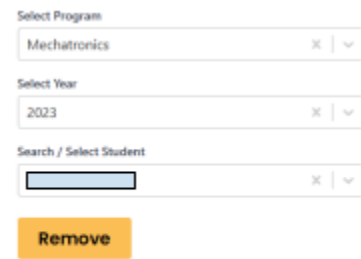 Select Program
Mechatronics
Select Year
2023
Search / Select Student
Remove